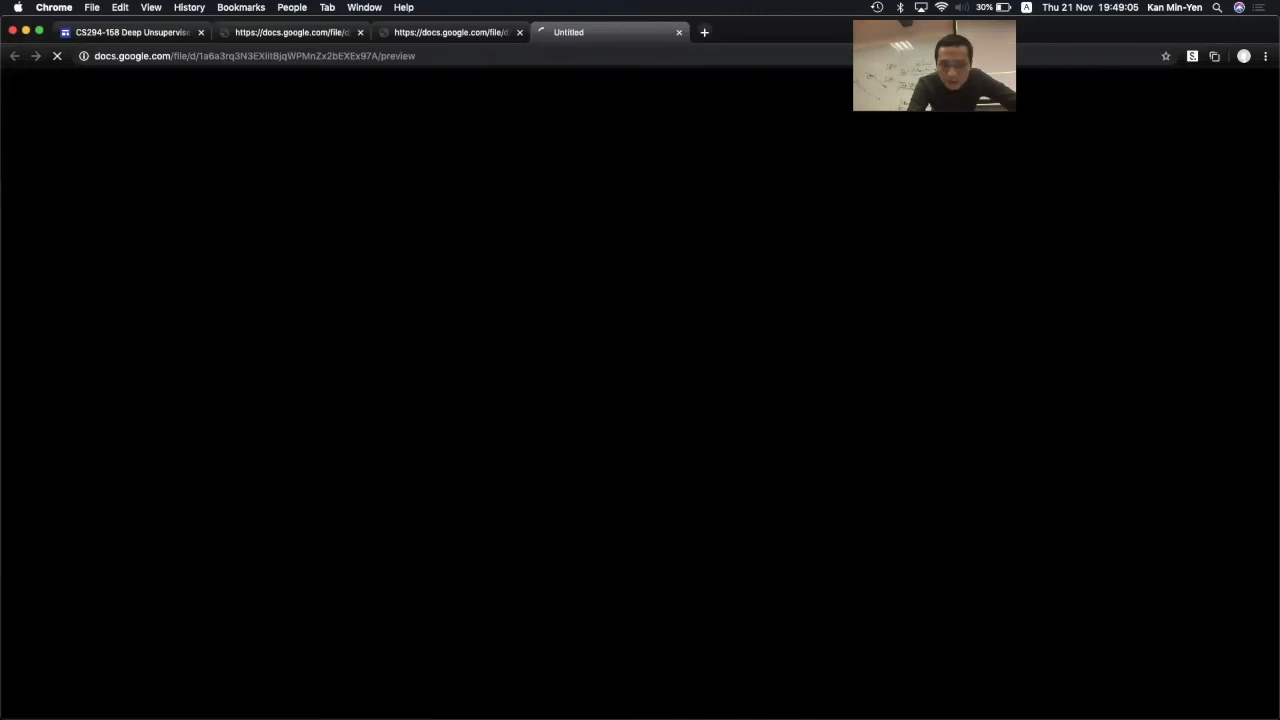 Chrome File Edit View History Bookmarks People Tab Window Help 30% A Thu 21 Nov 19:49:05 Kan Min-Yen
CS294-158 Deep Unsupervis https://docs.google.com/file/d/ https://docs.google.com/file/d/ Untitled
docs.google.com/file/d/1a6a3rq3N3EXiitBjqWPMnZx2bEXEx97A/preview